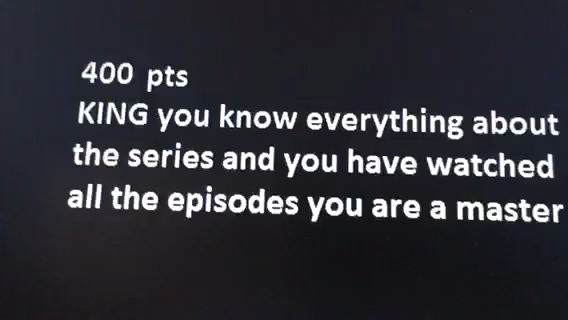 400 pts
KING you know everything about
the series and you have watched
all the episodes you are a master